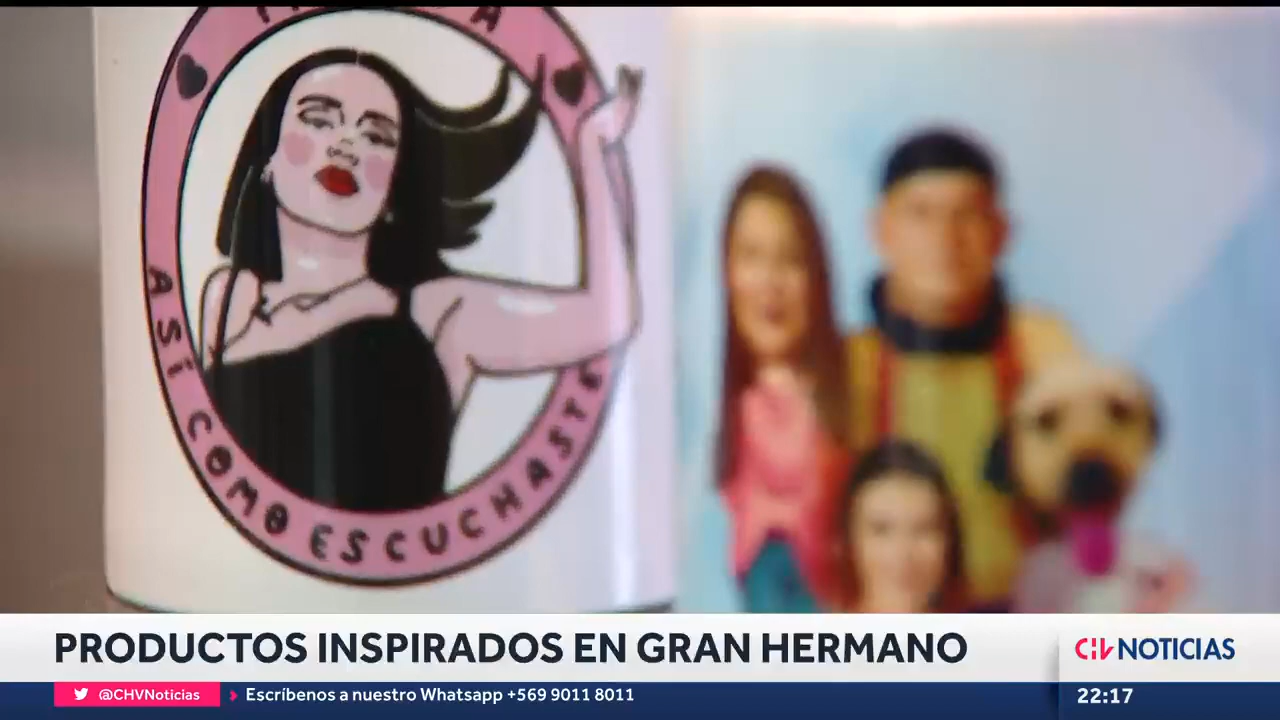 ASÍ COMO ESCUCHASTE
PRODUCTOS INSPIRADOS EN GRAN HERMANO
CHV NOTICIAS
@CHVNoticias
Escríbenos a nuestro Whatsapp +569 9011 8011
22:17